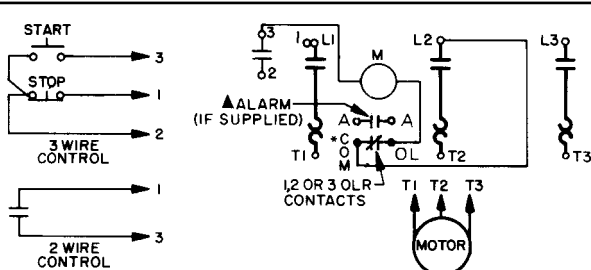 START
3
STOP
1
2
3 WIRE
CONTROL
1
3
2 WIRE
CONTROL
3
2
1
L1
M
L2
L3
▲ALARM
(IF SUPPLIED)
A
A
*COM
OL
T1
T2
T3
1,2 OR 3 OLR
CONTACTS
T1 T2 T3
MOTOR